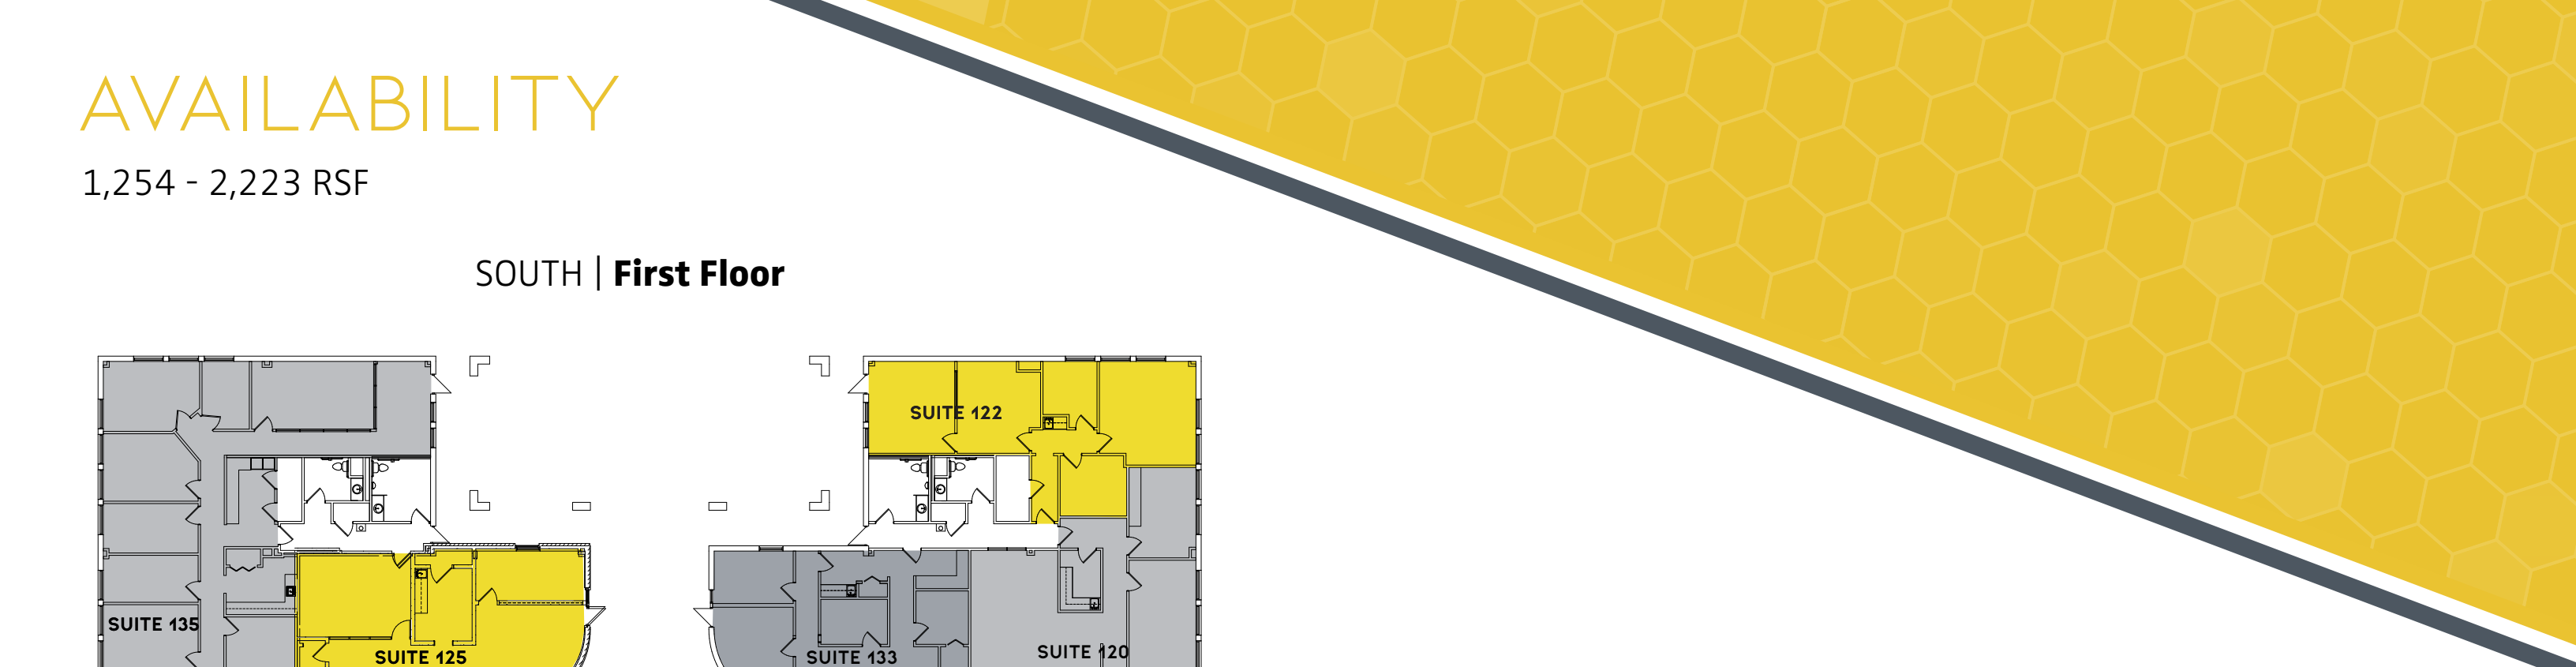 AVAILABILITY
1,254 - 2,223 RSF
SOUTH | First Floor
SUITE 122
SUITE 135
SUITE 125
SUITE 133
SUITE 120